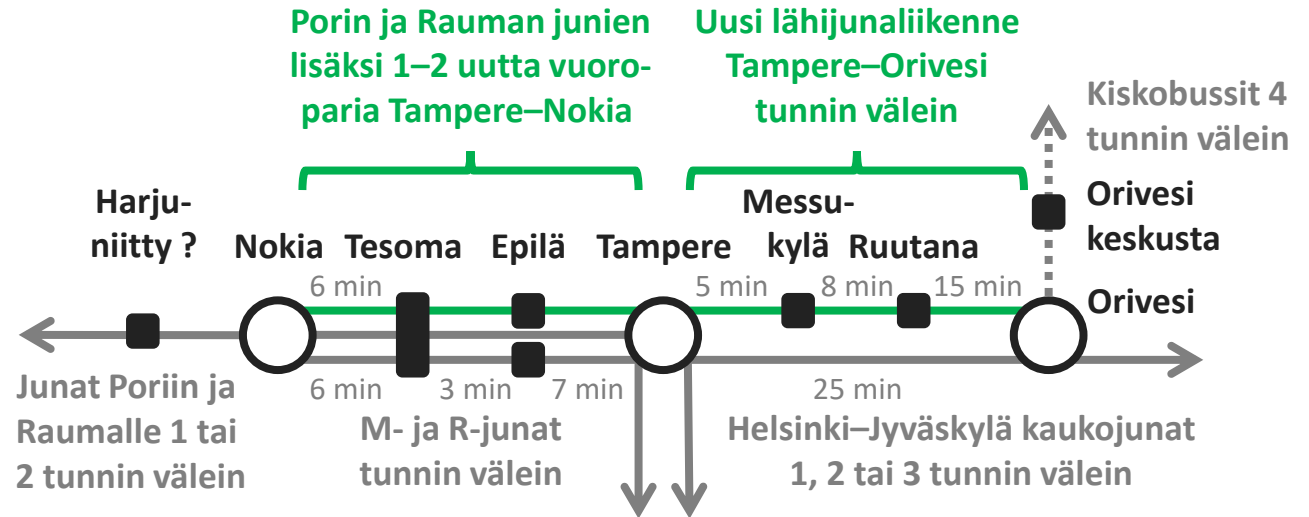 Porin ja Rauman junien
lisäksi 1–2 uutta vuoro-
paria Tampere–Nokia
Uusi lähijunaliikenne
Tampere–Orivesi
tunnin välein
Kiskobussit 4
tunnin välein
Harju-
niitty ?
Nokia
Tesoma
Epilä
Tampere
Messu-
kylä
Ruutana
Orivesi
keskusta
Orivesi
6 min
5 min
8 min
15 min
6 min
3 min
7 min
25 min
Junat Poriin ja
Raumalle 1 tai
2 tunnin välein
M- ja R-junat
tunnin välein
Helsinki–Jyväskylä kaukojunat
1, 2 tai 3 tunnin välein